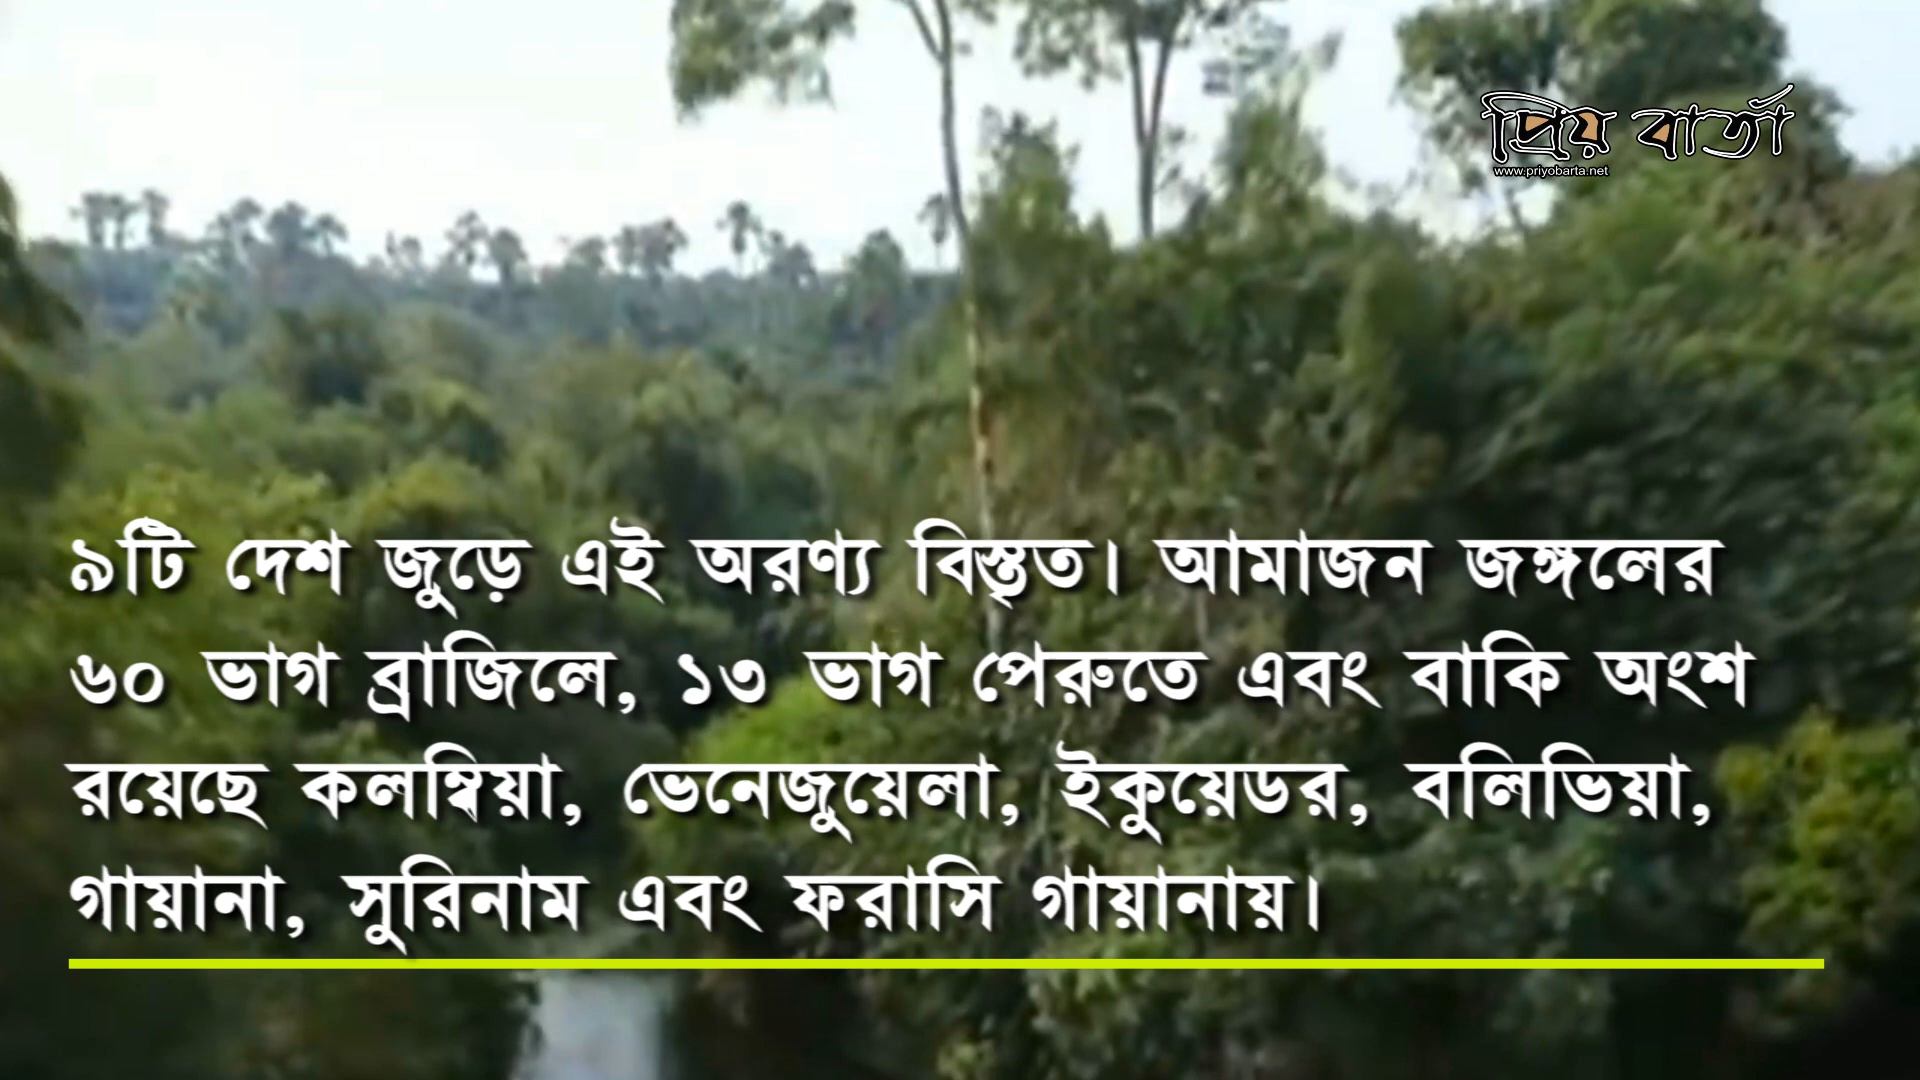 প্রিয় বার্তা
www.priyobarta.net
৯টি দেশ জুড়ে এই অরণ্য বিস্তৃত। আমাজন জঙ্গলের
৬০ ভাগ ব্রাজিলে, ১৩ ভাগ পেরুতে এবং বাকি অংশ
রয়েছে কলম্বিয়া, ভেনেজুয়েলা, ইকুয়েডর, বলিভিয়া,
গায়ানা, সুরিনাম এবং ফরাসি গায়ানায়।